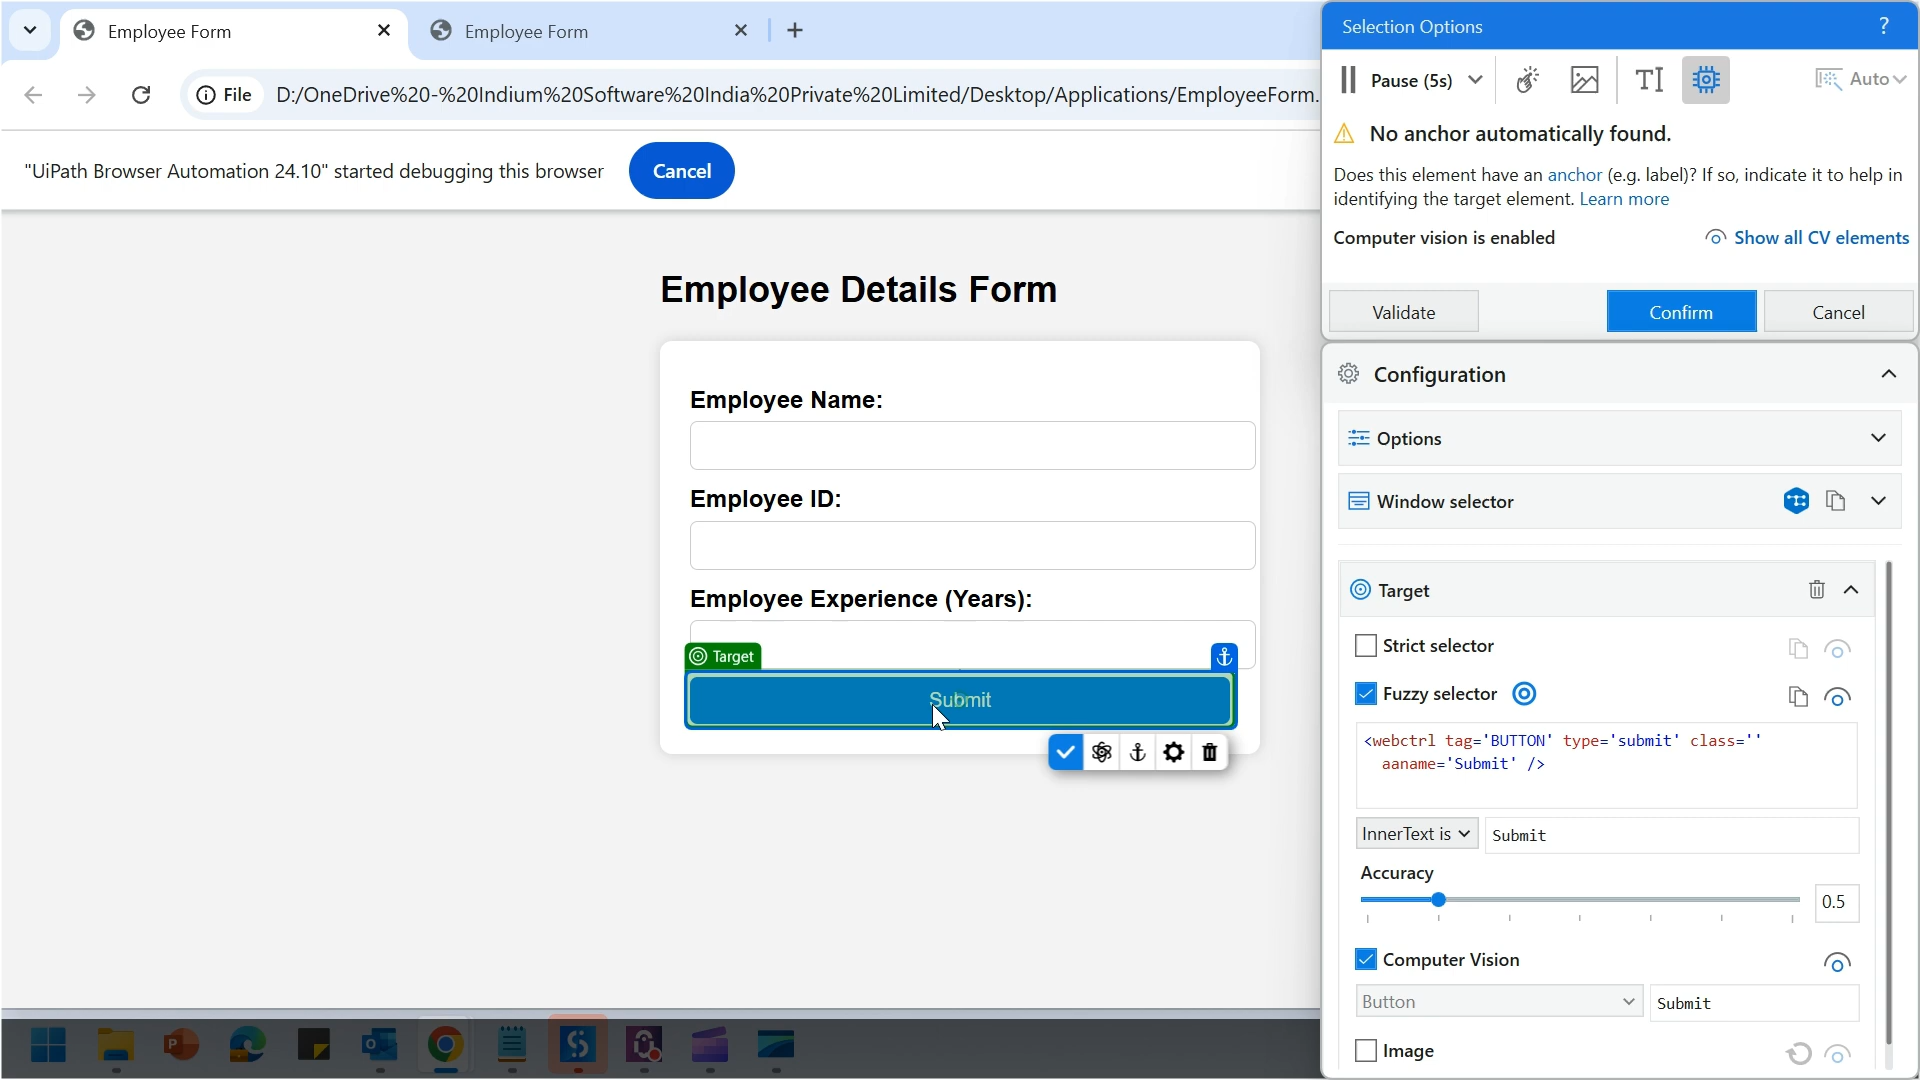 Employee Form
Employee Form
Selection Options
?
Pause (5s)
Auto
File
D:/OneDrive%20-%20Indium%20Software%20India%20Private%20Limited/Desktop/Applications/EmployeeForm.
No anchor automatically found.
"UiPath Browser Automation 24.10" started debugging this browser
Cancel
Does this element have an anchor (e.g. label)? If so, indicate it to help in
identifying the target element. Learn more
Computer vision is enabled
Show all CV elements
Validate
Confirm
Cancel
Employee Details Form
Configuration
Employee Name:
Options
Employee ID:
Window selector
Employee Experience (Years):
Target
Submit
Target
Strict selector
Fuzzy selector
<webctrl tag='BUTTON' type='submit' class=''
aaname='Submit' />
InnerText is
Submit
Accuracy
0.5
Computer Vision
Button
Submit
Image